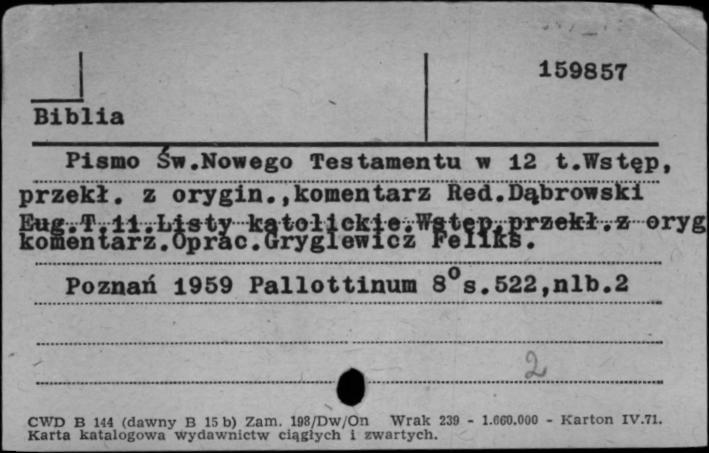 159857
Biblia
Pismo Św.Nowego Testamentu w 12 t.Wstęp,
przekł. z orygin.,komentarz Red.Dąbrowski
Eug.T.11.Listy katolickie.Wstęp,przekł.z oryg
komentarz.Oprac.Gryglewicz Feliks.
Poznań 1959 Pallottinum 8° s.522,nlb.2
2
CWD B 144 (dawny B 15 b) Zam. 198/Dw/On Wrak 239 - 1.660.000 - Karton IV.71.
Karta katalogowa wydawnictw ciągłych i zwartych.